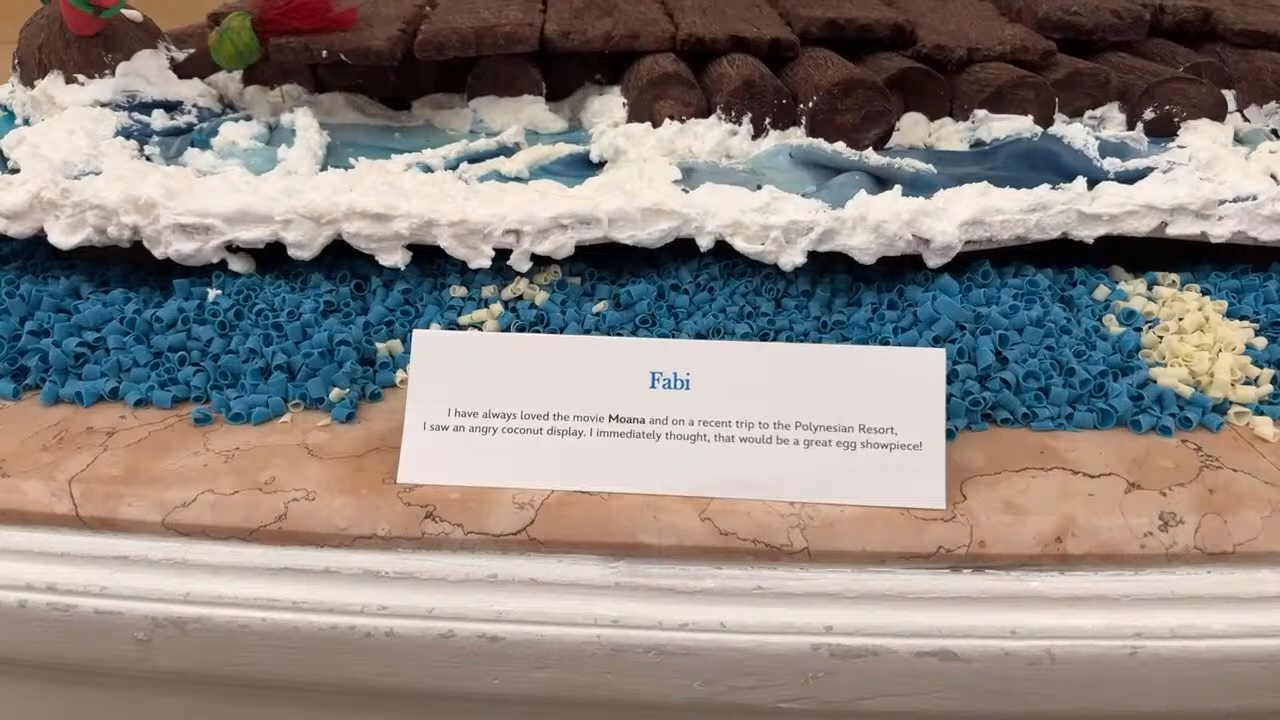 Fabi
I have always loved the movie Moana and on a recent trip to the Polynesian Resort,
I saw an angry coconut display. I immediately thought, that would be a great egg showpiece!